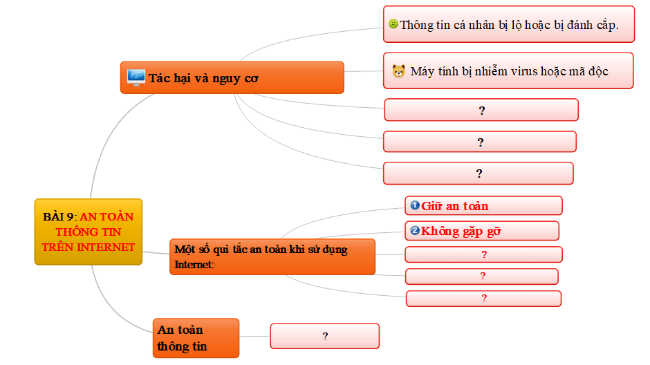 Thông tin cá nhân bị lộ hoặc bị đánh cắp.
Tác hại và nguy cơ
Máy tính bị nhiễm virus hoặc mã độc
?
?
?
BÀI 9: AN TOÀN
THÔNG TIN
TRÊN INTERNET
Một số qui tắc an toàn khi sử dụng
Internet:
1 Giữ an toàn
2 Không gặp gỡ
?
?
?
An toàn
thông tin
?